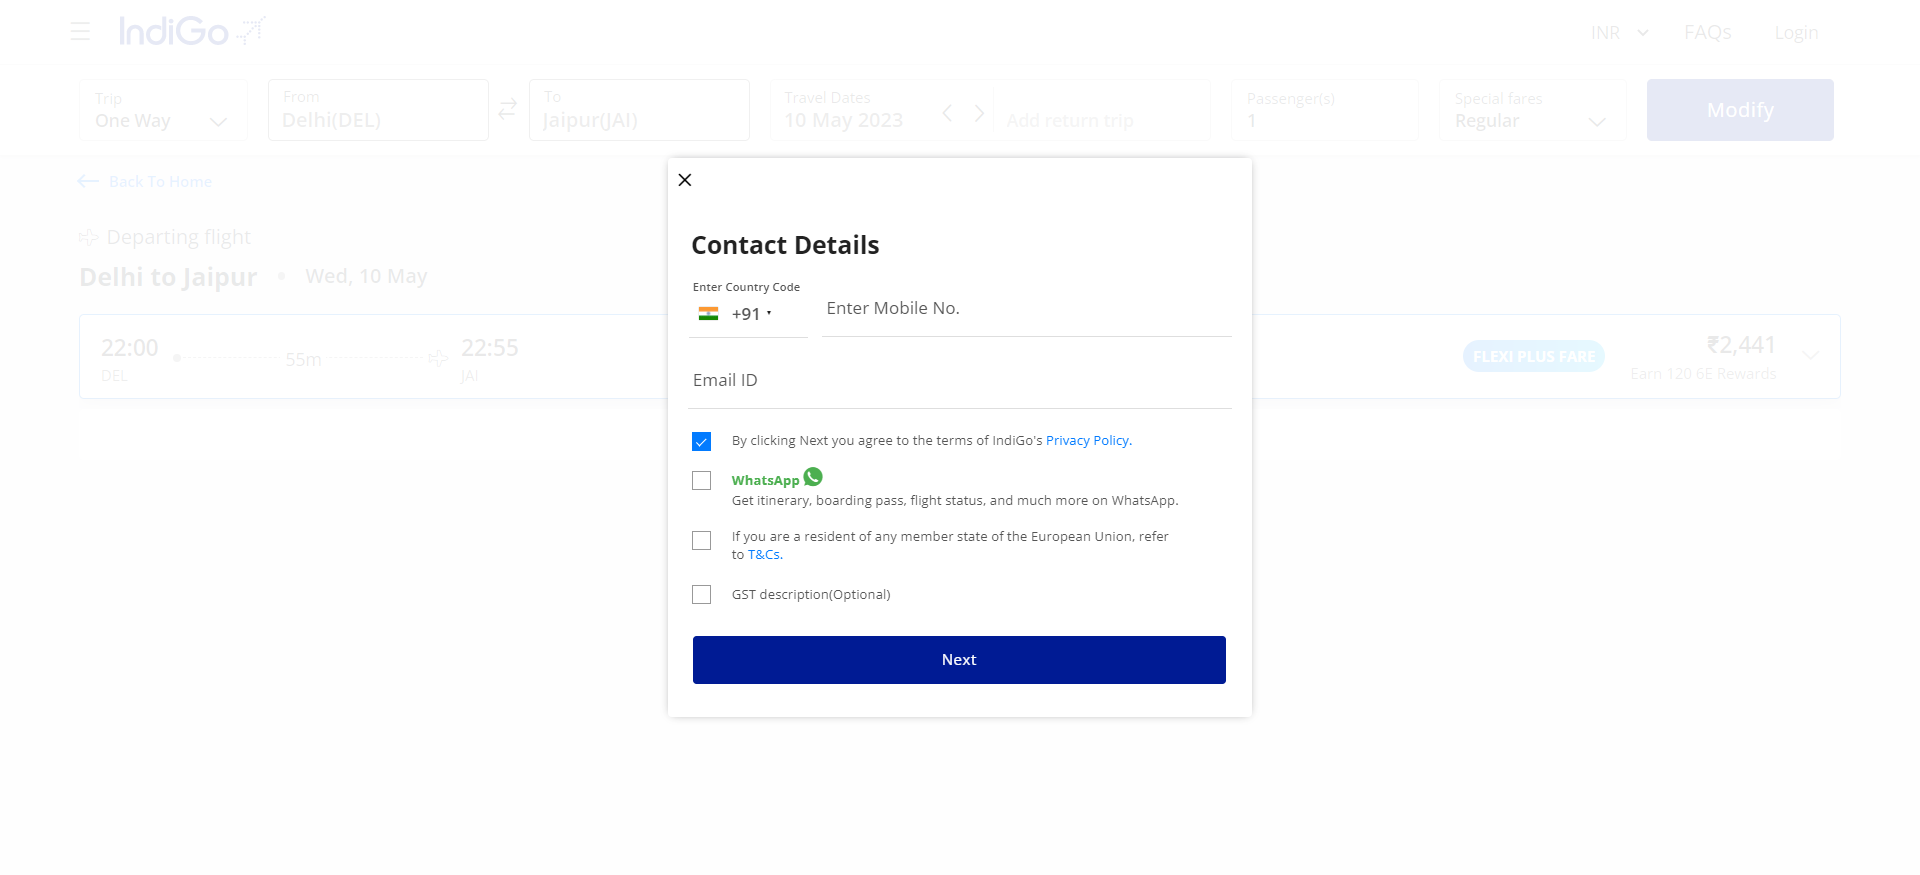 IndiGo
INR
FAQs
Login
Trip
One Way
From
Delhi(DEL)
To
Jaipur(JAI)
Travel Dates
10 May 2023
Add return trip
Passenger(s)
1
Special fares
Regular
Modify
Back To Home
Departing flight
Delhi to Jaipur • Wed, 10 May
22:00
DEL
55m
22:55
JAI
FLEXI PLUS FARE
₹2,441
Earn 120 6E Rewards
Contact Details
Enter Country Code
+91
Enter Mobile No.
Email ID
By clicking Next you agree to the terms of IndiGo's Privacy Policy.
WhatsApp
Get itinerary, boarding pass, flight status, and much more on WhatsApp.
If you are a resident of any member state of the European Union, refer
to T&Cs.
GST description(Optional)
Next